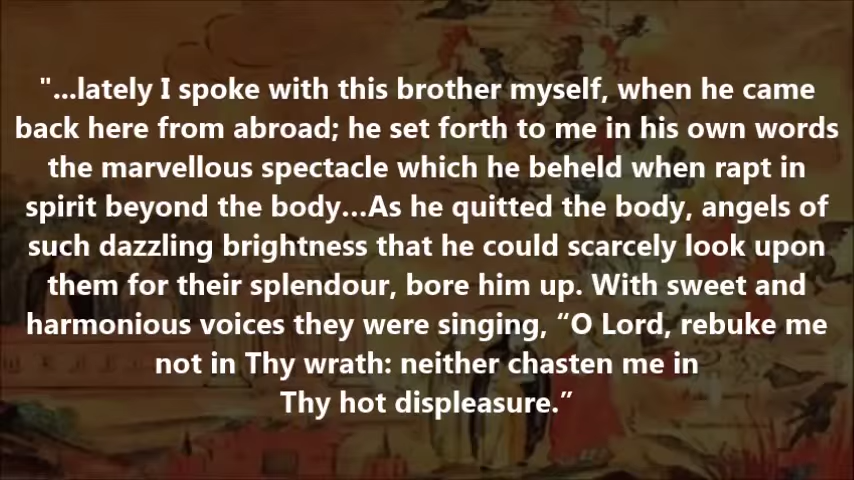 "...lately I spoke with this brother myself, when he came
back here from abroad; he set forth to me in his own words
the marvellous spectacle which he beheld when rapt in
spirit beyond the body...As he quitted the body, angels of
such dazzling brightness that he could scarcely look upon
them for their splendour, bore him up. With sweet and
harmonious voices they were singing, “O Lord, rebuke me
not in Thy wrath: neither chasten me in
Thy hot displeasure.”